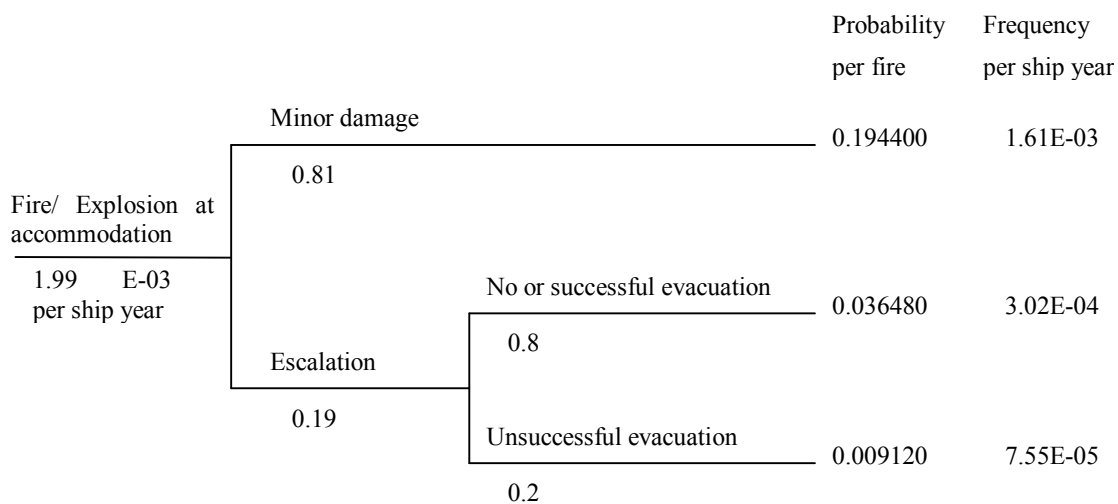 Probability Frequency
per fire per ship year
Minor damage
0.194400 1.61E-03
0.81
Fire/ Explosion at
accommodation
1.99 E-03
per ship year
No or successful evacuation
0.036480 3.02E-04
0.8
Escalation
0.19
Unsuccessful evacuation
0.009120 7.55E-05
0.2